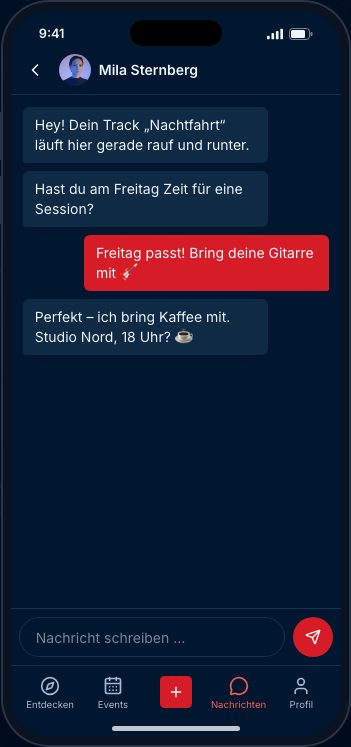 9:41
Mila Sternberg
Hey! Dein Track „Nachtfahrt“
läuft hier gerade rauf und runter.
Hast du am Freitag Zeit für eine
Session?
Freitag passt! Bring deine Gitarre
mit 🎸
Perfekt – ich bring Kaffee mit.
Studio Nord, 18 Uhr? ☕
Nachricht schreiben ...
Entdecken
Events
Nachrichten
Profil